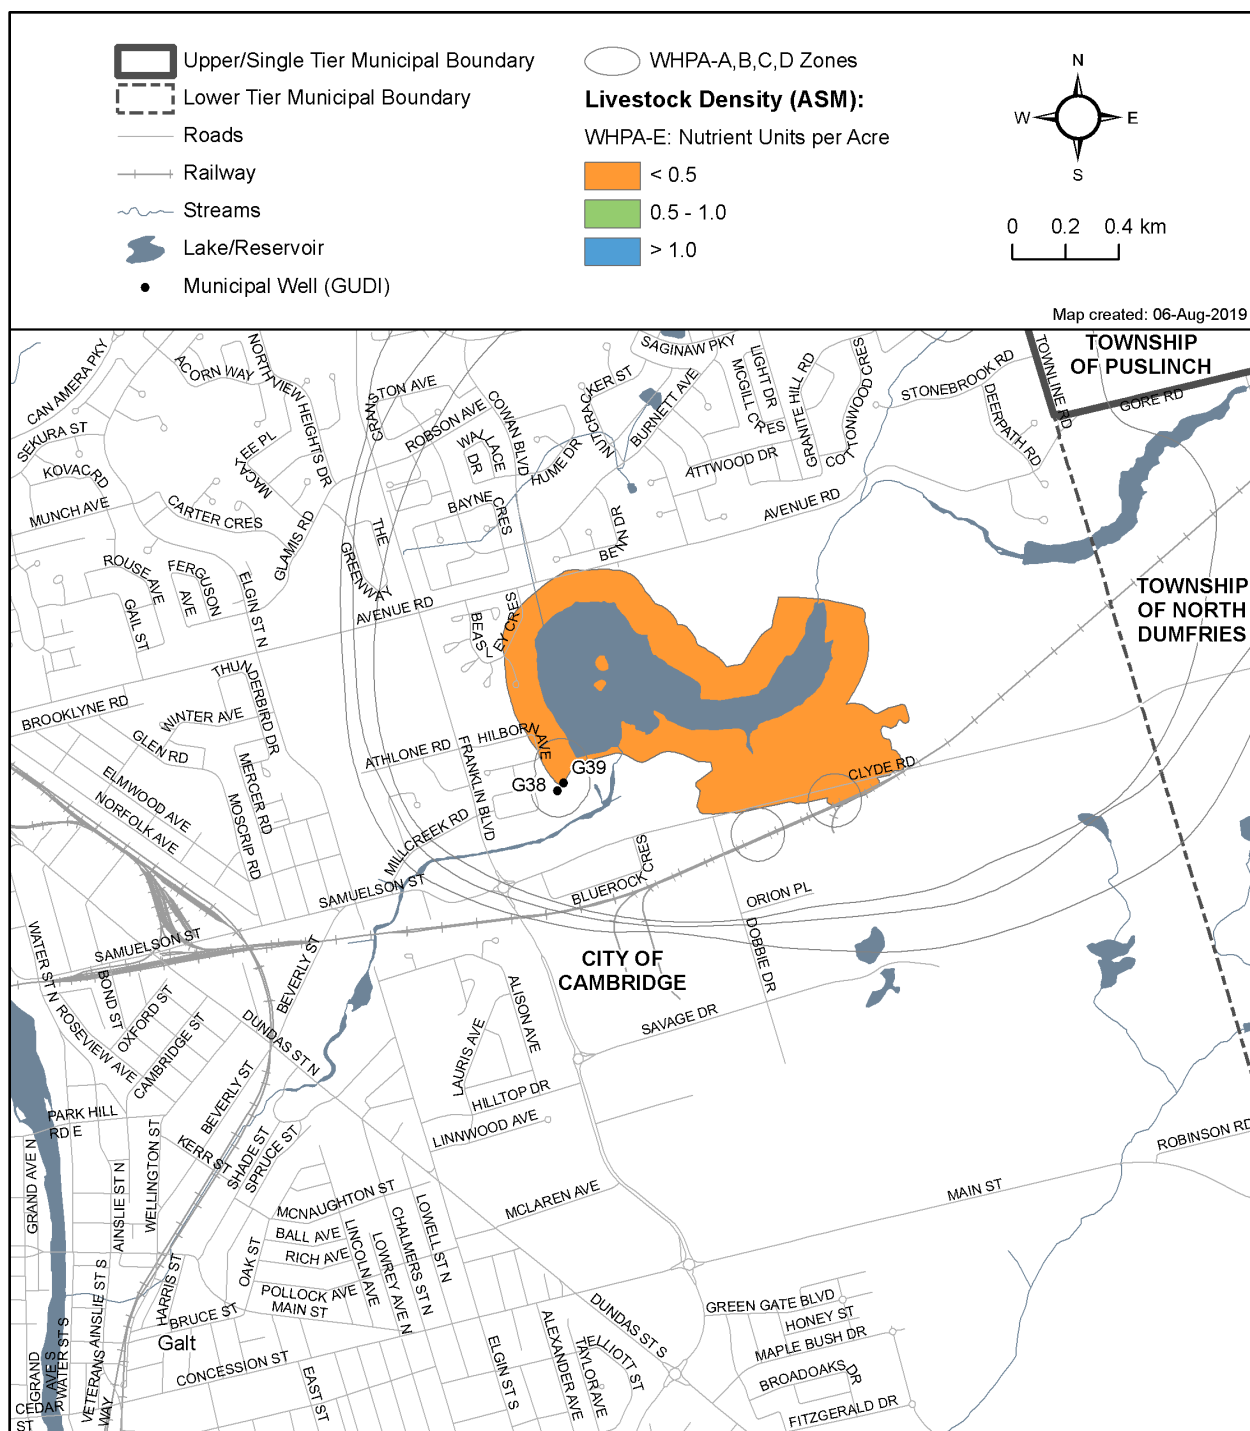 Upper/Single Tier Municipal Boundary
Lower Tier Municipal Boundary
Roads
Railway
Streams
Lake/Reservoir
Municipal Well (GUDI)
WHPA-A,B,C,D Zones
Livestock Density (ASM):
WHPA-E: Nutrient Units per Acre
< 0.5
0.5 - 1.0
> 1.0
N
W
E
S
0 0.2 0.4 km
Map created: 06-Aug-2019
TOWNSHIP
OF PUSLINCH
TOWNLINE RD
GORE RD
STONEBROOK RD
DEERPATH RD
SAGINAW PKY
LIGHT DR
MCGILL CRES
GRANITE HILL RD
COTTONWOOD CRES
CAN AMERA PKY
ACORN WAY
NORTHVIEW HEIGHTS DR
CRANSTON AVE
ROBSON AVE
COWAN BLVD
NUTCRACKER ST
BURNETT AVE
SEKURA ST
KOVAC RD
MACATEE PL
WALLACE DR
HUME DR
ATTWOOD DR
MUNCH AVE
CARTER CRES
GLAMIS RD
THE GREENWAY
BAYNE CRES
BEVAN DR
AVENUE RD
ROUSE AVE
FERGUSON AVE
ELGIN ST N
GAIL ST
AVENUE RD
BEASLEY CRES
TOWNSHIP
OF NORTH
DUMFRIES
BROOKLYNE RD
THUNDERBIRD DR
WINTER AVE
GLEN RD
ATHLONE RD
HILBORN AVE
FRANKLIN BLVD
G39
G38
CLYDE RD
ELMWOOD AVE
NORFOLK AVE
MERCER RD
MOSCRIP RD
MILLCREEK RD
SAMUELSON ST
BLUEROCK CRES
ORION PL
DOBBIE DR
SAMUELSON ST
WATER ST N
BOND ST
OXFORD ST
ROSEVIEW AVE
CAMBRIDGE ST
BEVERLY ST
DUNDAS ST N
CITY OF
CAMBRIDGE
ALISON AVE
LAURIS AVE
SAVAGE DR
HILLTOP DR
LINNWOOD AVE
BEVERLY ST
PARK HILL
RD E
KERR ST
SHADE ST
SPRUCE ST
WELLINGTON ST
AINSLIE ST N
GRAND AVE N
ROBINSON RD
MAIN ST
MCLAREN AVE
MCNAUGHTON ST
BALL AVE
RICH AVE
LINCOLN AVE
LOWREY AVE N
CHALMERS ST N
LOWELL ST N
OAK ST
POLLOCK AVE
MAIN ST
HARRIS ST
BRUCE ST
Galt
CONCESSION ST
EAST ST
ELGIN ST S
ALEXANDER AVE
TAYLOR AVE
ELLIOTT ST
DUNDAS ST S
GREEN GATE BLVD
HONEY ST
MAPLE BUSH DR
BROADOAKS DR
FITZGERALD DR
AINSLIE ST S
WATER ST S
GRAND AVE S
VETERANS WAY
CEDAR
ST